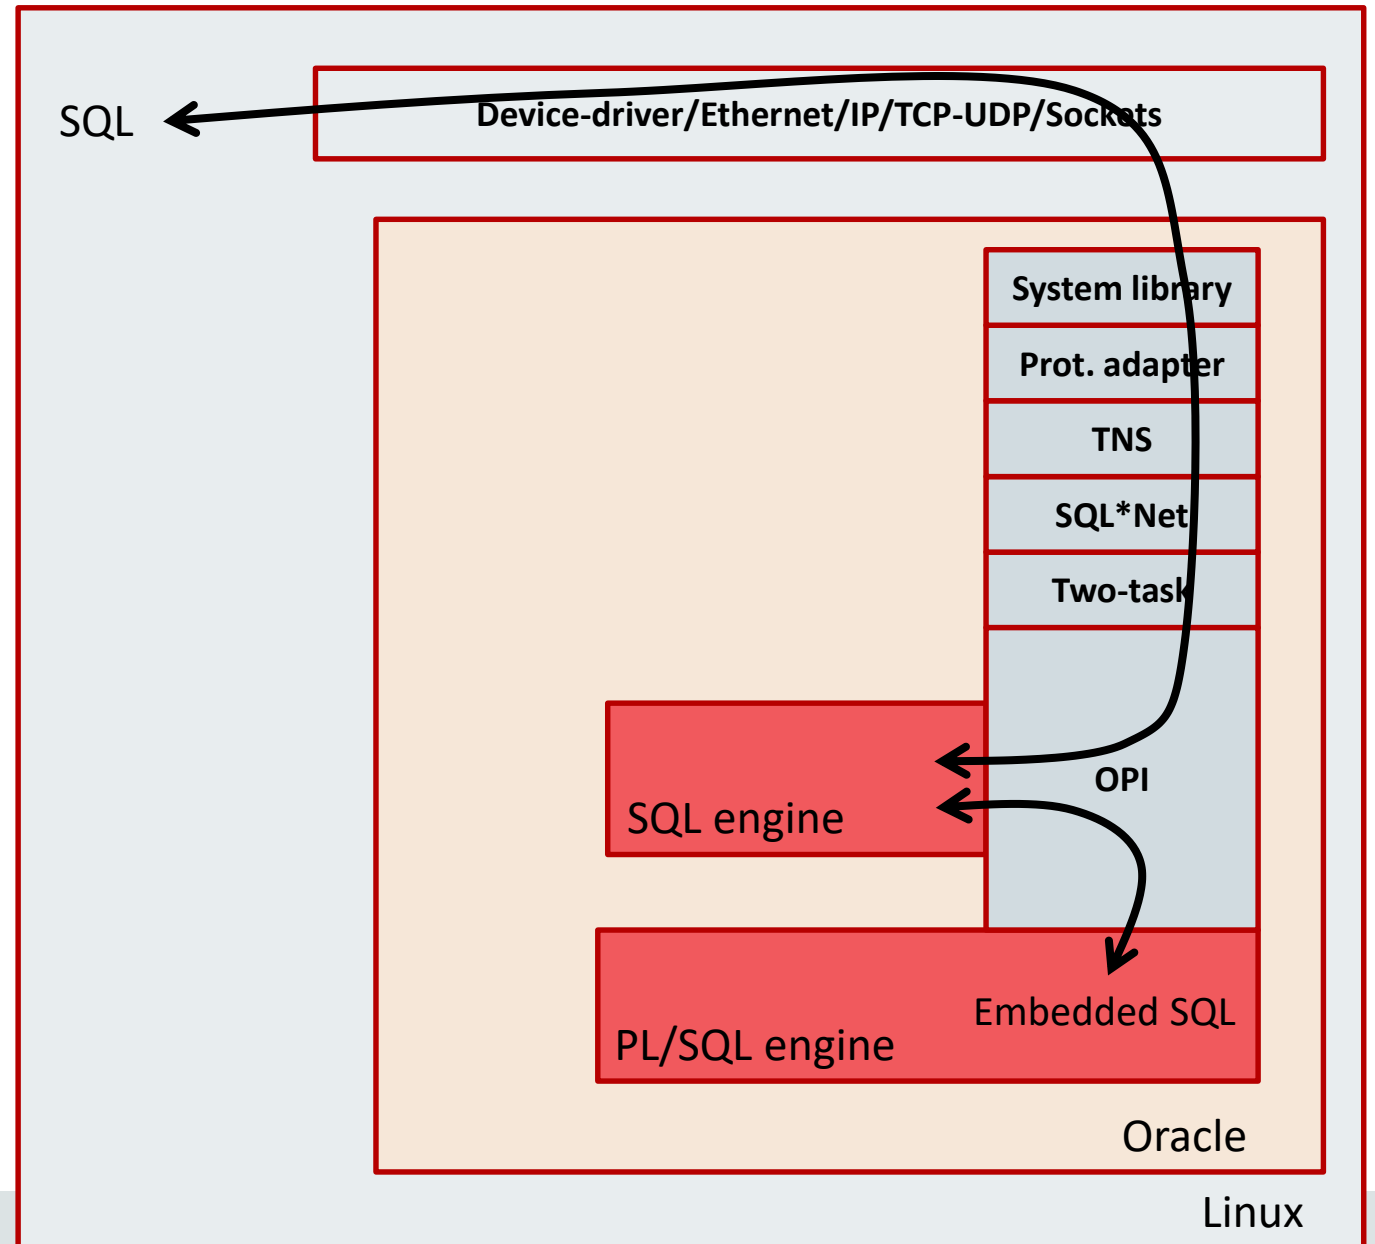 SQL
Device-driver/Ethernet/IP/TCP-UDP/Sockets
System library
Prot. adapter
TNS
SQL*Net
Two-task
OPI
SQL engine
Embedded SQL
PL/SQL engine
Oracle
Linux